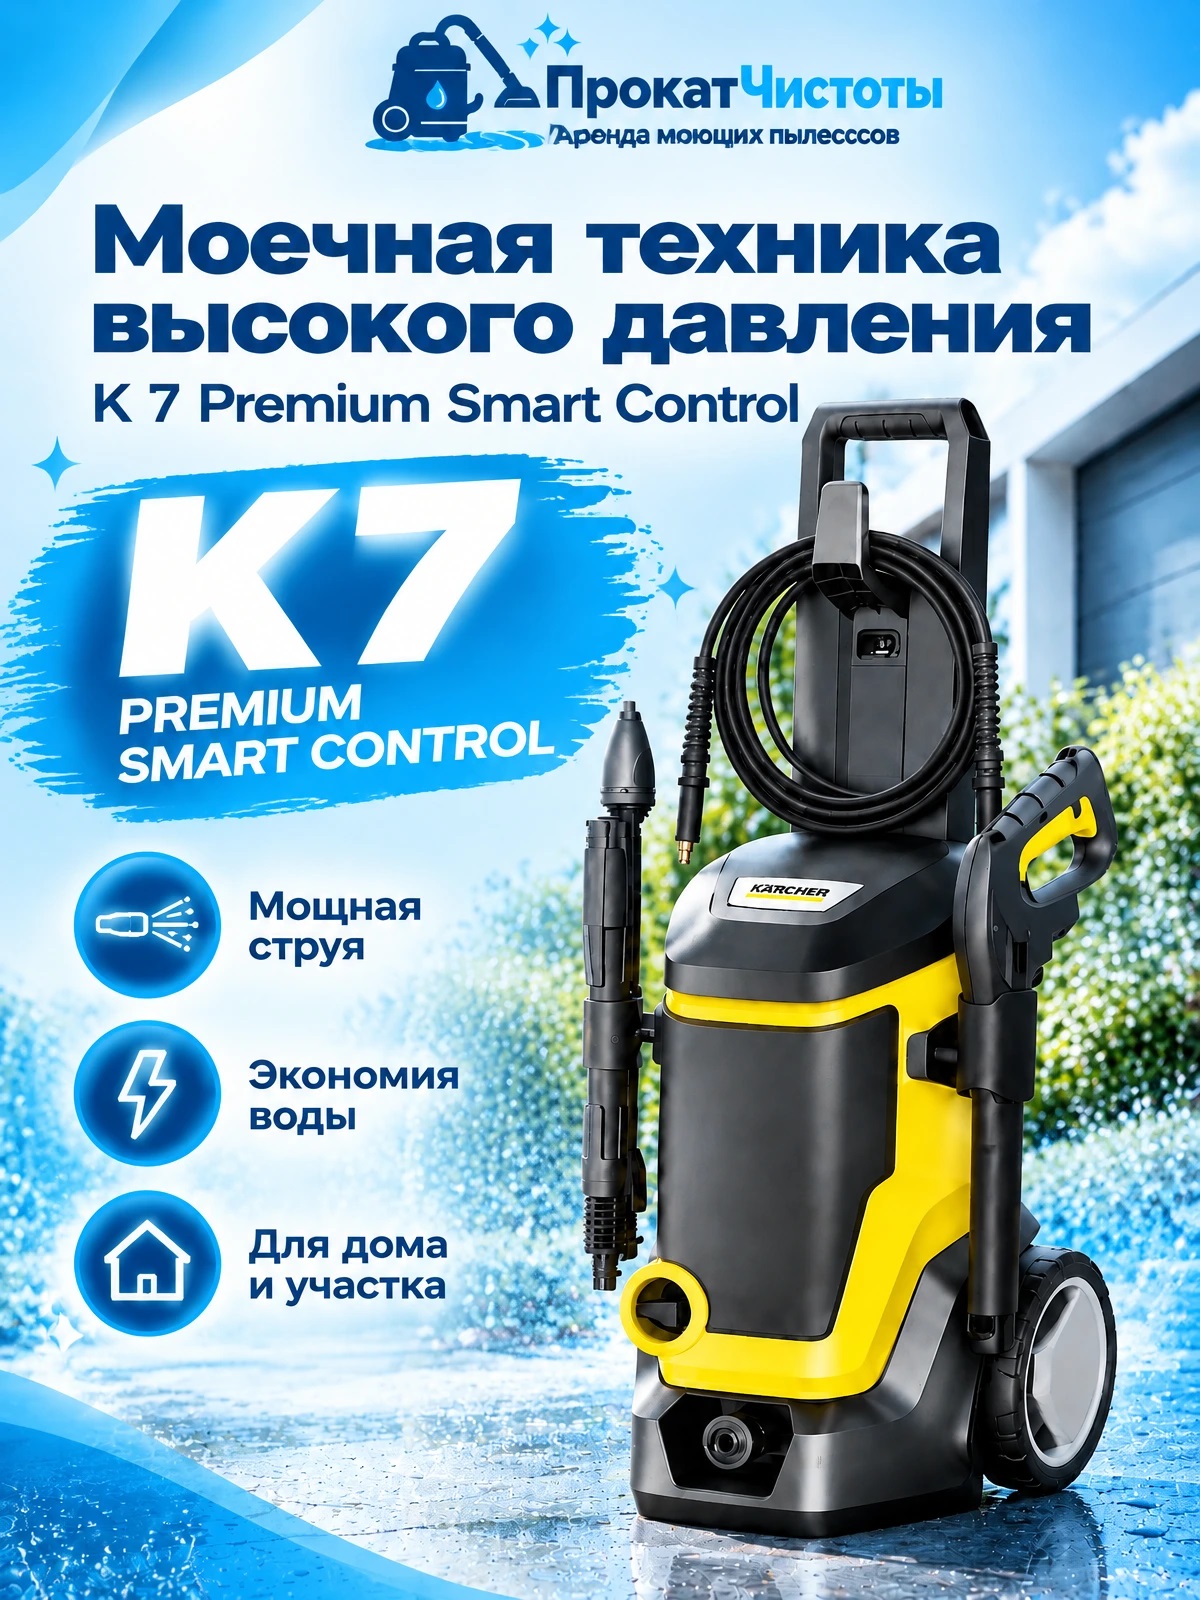 ПрокатЧистоты
Аренда моющих пылесссов
Моечная техника
высокого давления
K 7 Premium Smart Control
K7
PREMIUM
SMART CONTROL
KÄRCHER
Мощная
струя
Экономия
воды
Для дома
и участка